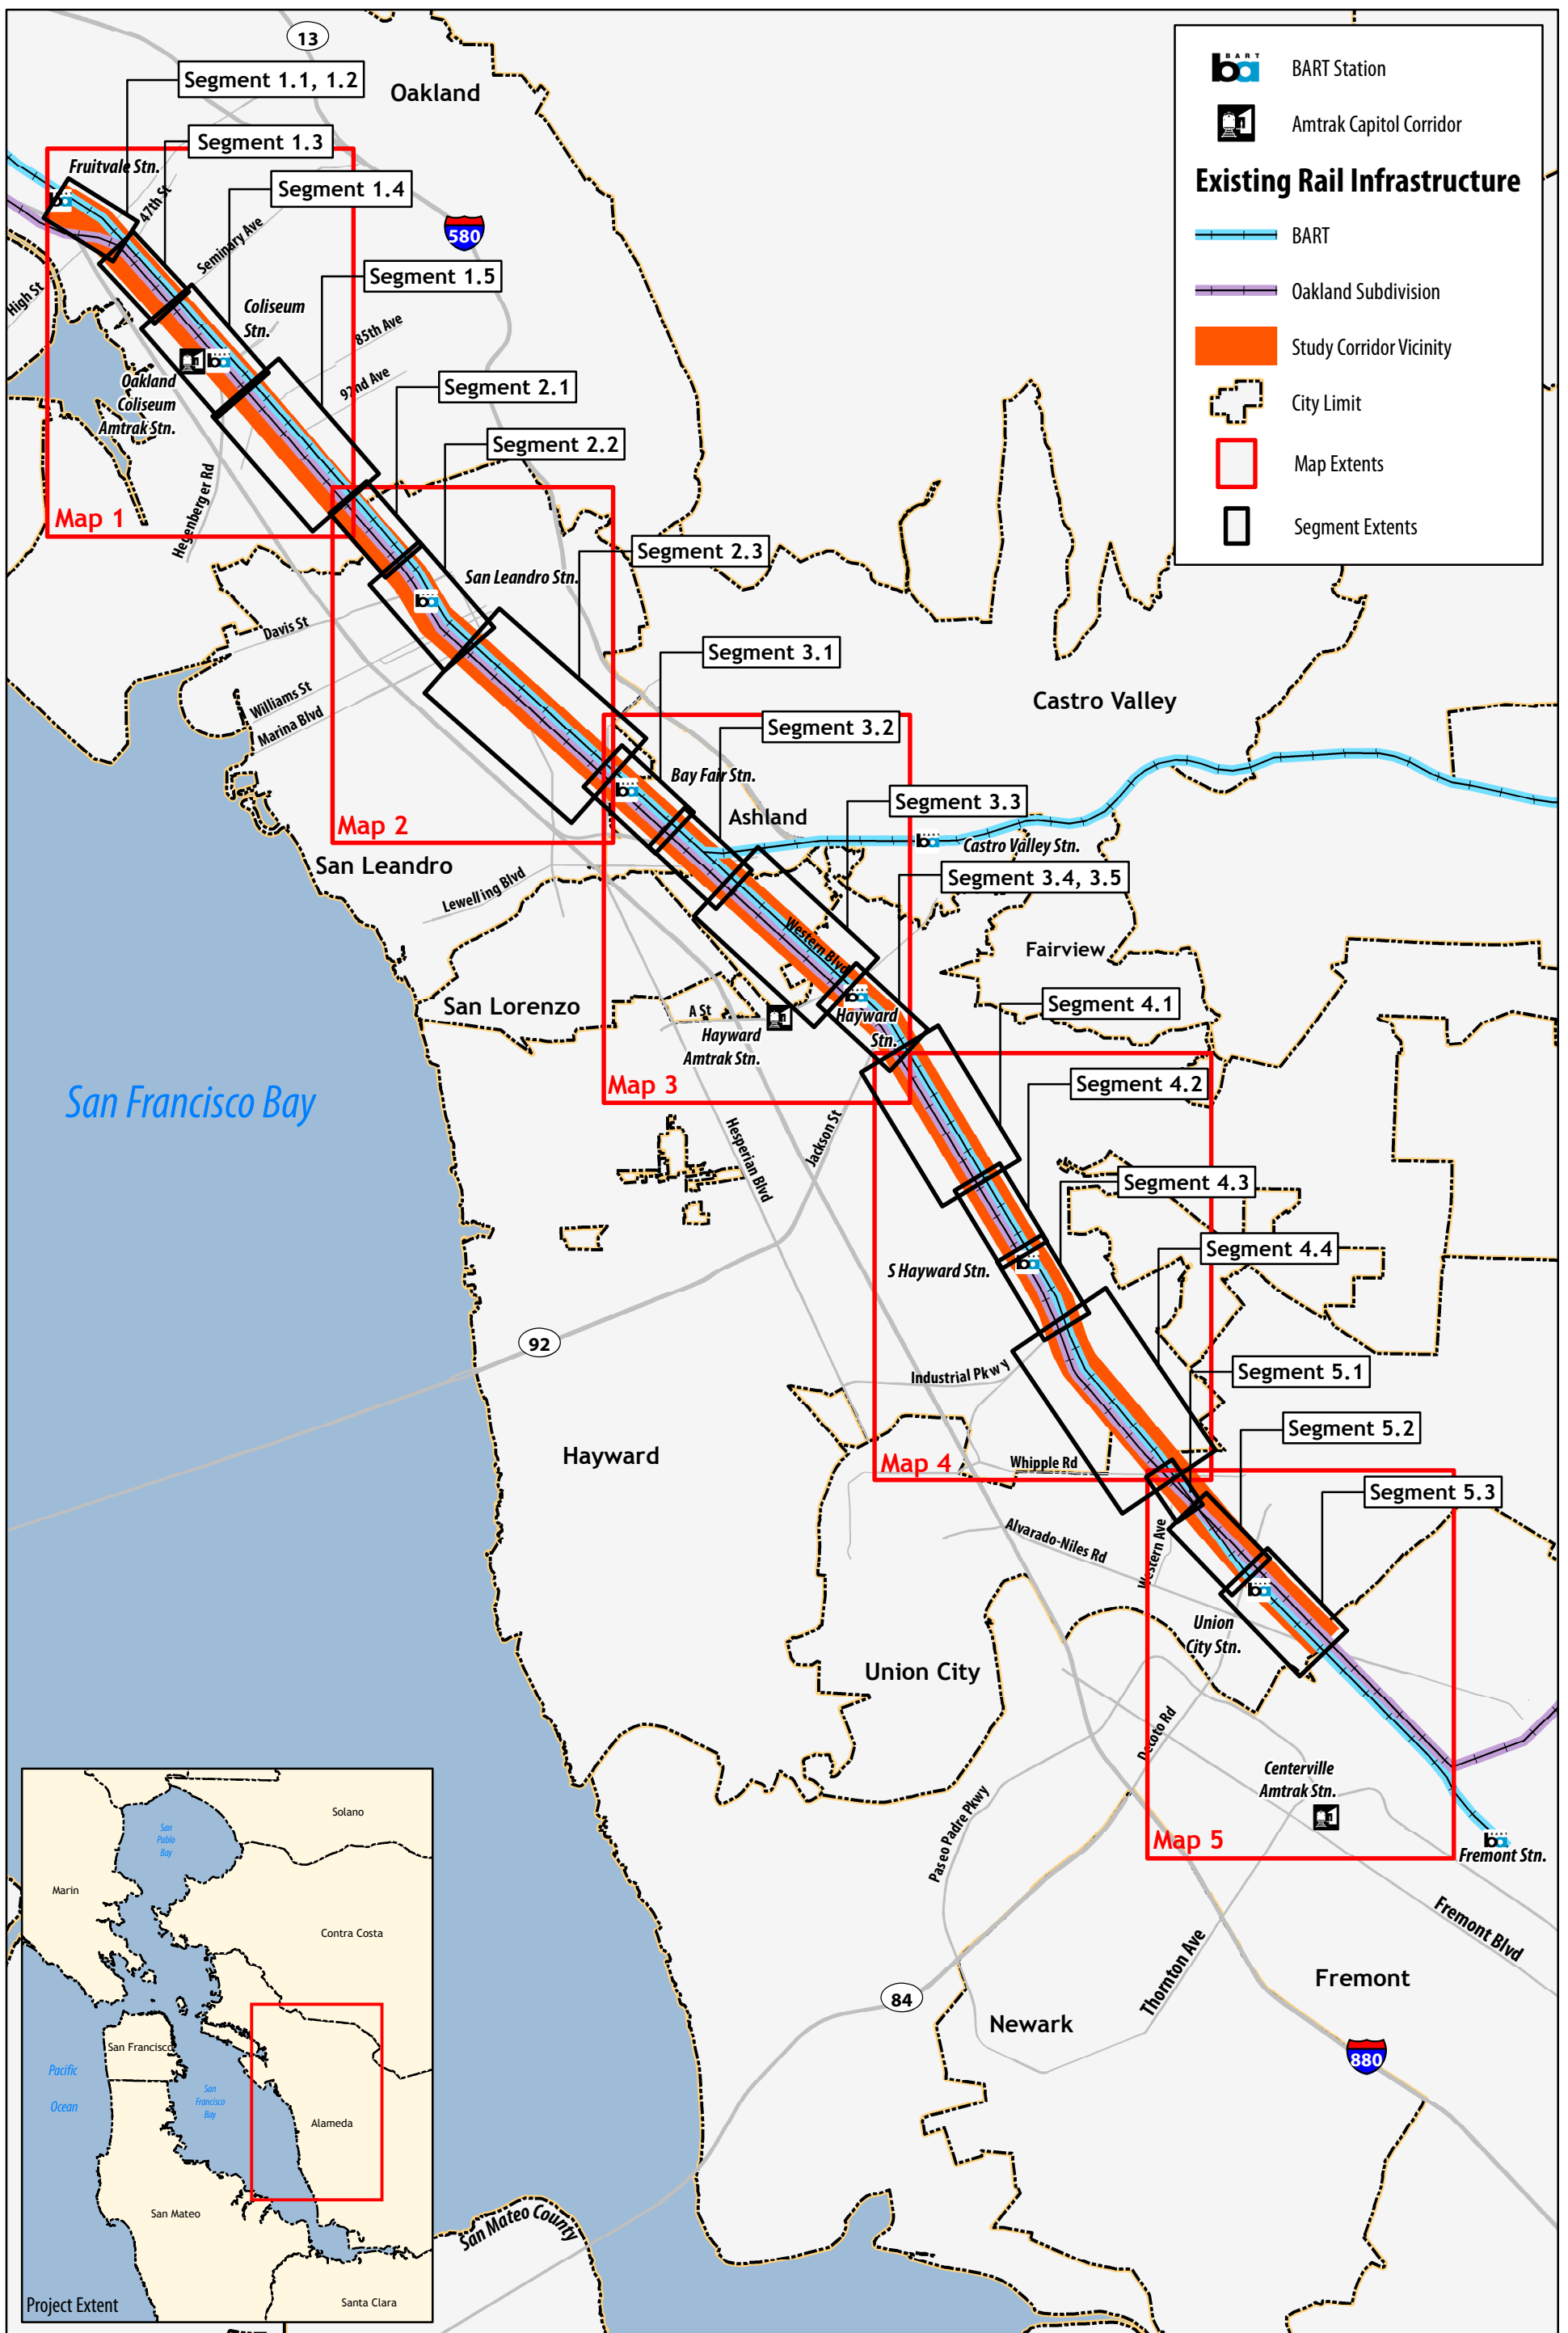 13
Oakland
Segment 1.1, 1.2
Segment 1.3
Fruitvale Stn.
47th St
Segment 1.4
Seminary Ave
580
High St
Coliseum
Stn.
Segment 1.5
85th Ave
92nd Ave
Oakland
Coliseum
Amtrak Stn.
Segment 2.1
Segment 2.2
Hegenberger Rd
Map 1
Segment 2.3
San Leandro Stn.
Davis St
Williams St
Marina Blvd
Segment 3.1
Castro Valley
Segment 3.2
Bay Fair Stn.
Map 2
Ashland
Segment 3.3
Castro Valley Stn.
San Leandro
Lewelling Blvd
Segment 3.4, 3.5
Western Blvd
Fairview
San Lorenzo
A St
Hayward
Amtrak Stn.
Hayward
Stn.
Segment 4.1
Map 3
San Francisco Bay
Segment 4.2
Hesperian Blvd
Jackson St
Segment 4.3
Segment 4.4
S Hayward Stn.
92
Industrial Pkwy
Segment 5.1
Hayward
Segment 5.2
Map 4
Whipple Rd
Segment 5.3
Alvarado-Niles Rd
Western Ave
Union
City Stn.
Union City
Decoto Rd
Centerville
Amtrak Stn.
Paseo Padre Pkwy
Map 5
Fremont Stn.
Fremont Blvd
Thornton Ave
Fremont
84
Newark
880
San Mateo County
BART
ba
BART Station
Amtrak Capitol Corridor
Existing Rail Infrastructure
BART
Oakland Subdivision
Study Corridor Vicinity
City Limit
Map Extents
Segment Extents
Solano
San
Pablo
Bay
Marin
Contra Costa
San Francisco
Pacific
Ocean
San
Francisco
Bay
Alameda
San Mateo
Santa Clara
Project Extent